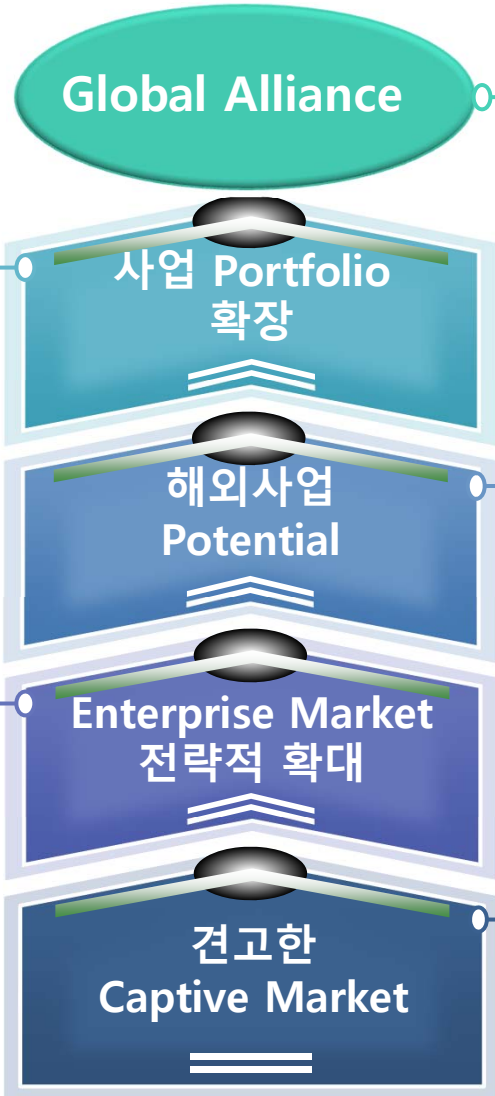 Global Alliance
사업 Portfolio
확장
해외사업
Potential
Enterprise Market
전략적 확대
견고한
Captive Market